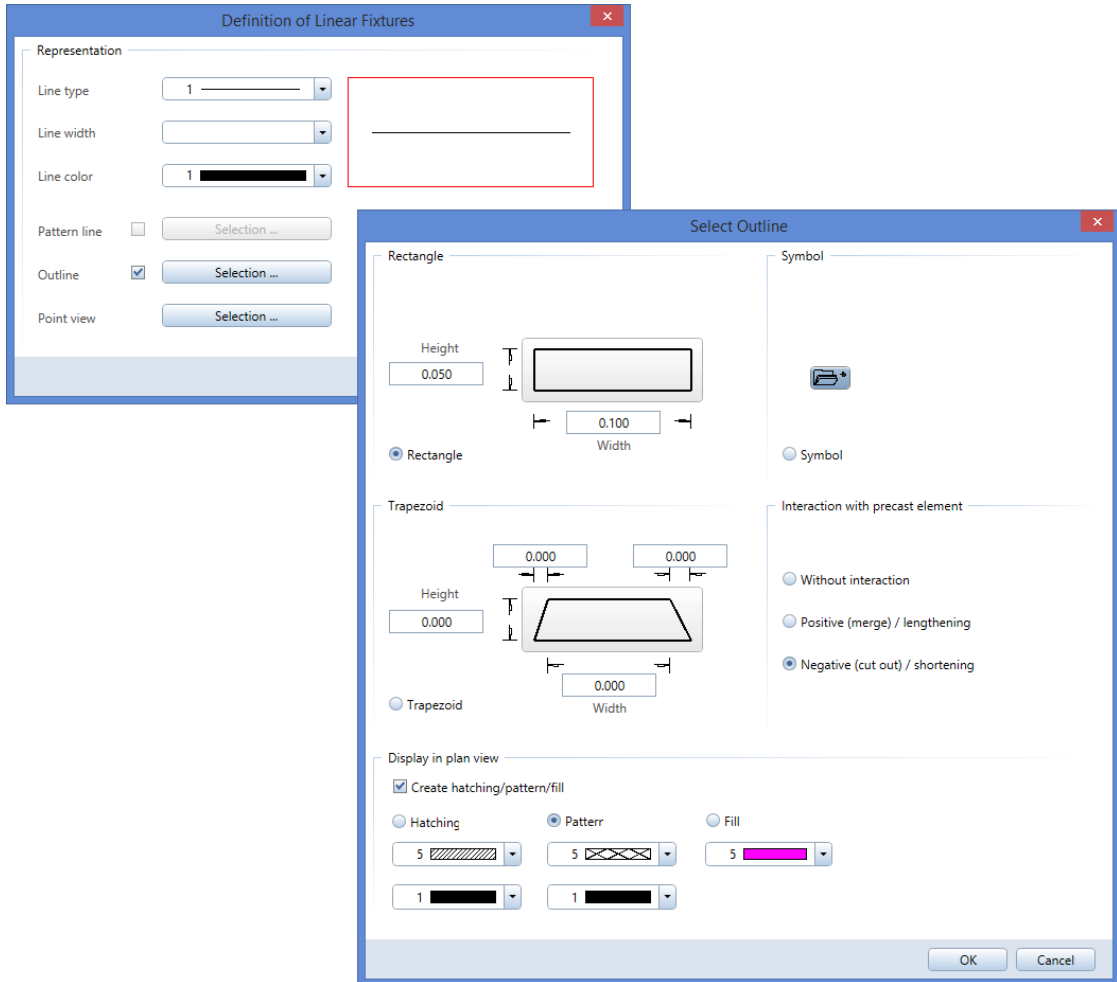 Definition of Linear Fixtures
Representation
Line type
1
Line width
Line color
1
Pattern line
Selection ...
Outline
Selection ...
Point view
Selection ...
Select Outline
Rectangle
Height
0.050
0.100
Width
Rectangle
Symbol
Symbol
Trapezoid
0.000
0.000
Height
0.000
0.000
Width
Trapezoid
Interaction with precast element
Without interaction
Positive (merge) / lengthening
Negative (cut out) / shortening
Display in plan view
Create hatching/pattern/fill
Hatching
Patterr
Fill
5
5
5
1
1
OK
Cancel